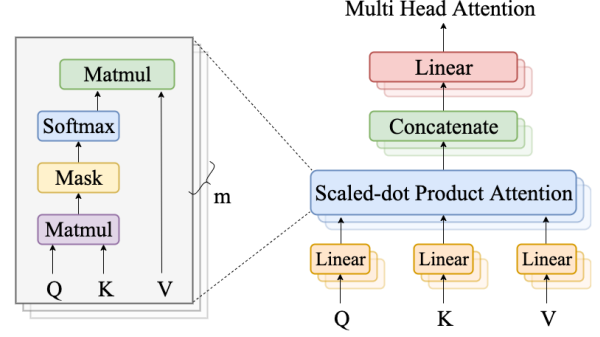 Multi Head Attention
Linear
Concatenate
Scaled-dot Product Attention
Linear Linear Linear
Q K V
Matmul
Softmax
Mask
Matmul
Q K V
m